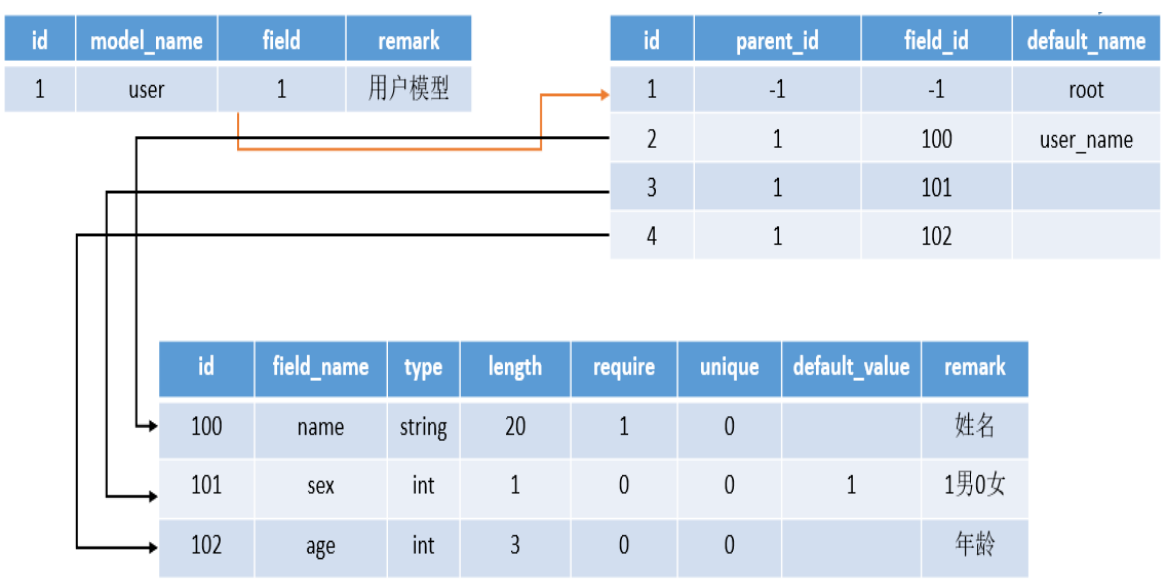 id model_name field remark
1 user 1 用户模型
id parent_id field_id default_name
1 -1 -1 root
2 1 100 user_name
3 1 101
4 1 102
id field_name type length require unique default_value remark
100 name string 20 1 0 姓名
101 sex int 1 0 0 1 1男0女
102 age int 3 0 0 年龄